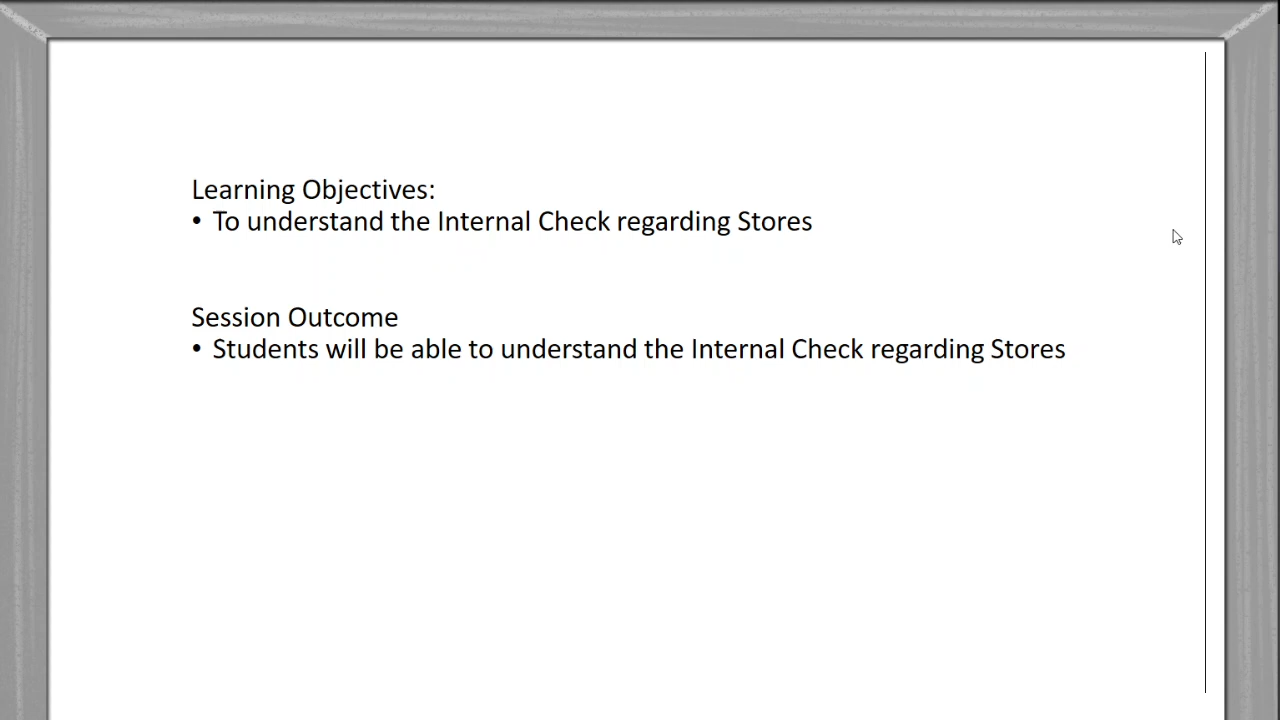 Learning Objectives:
• To understand the Internal Check regarding Stores
Session Outcome
• Students will be able to understand the Internal Check regarding Stores